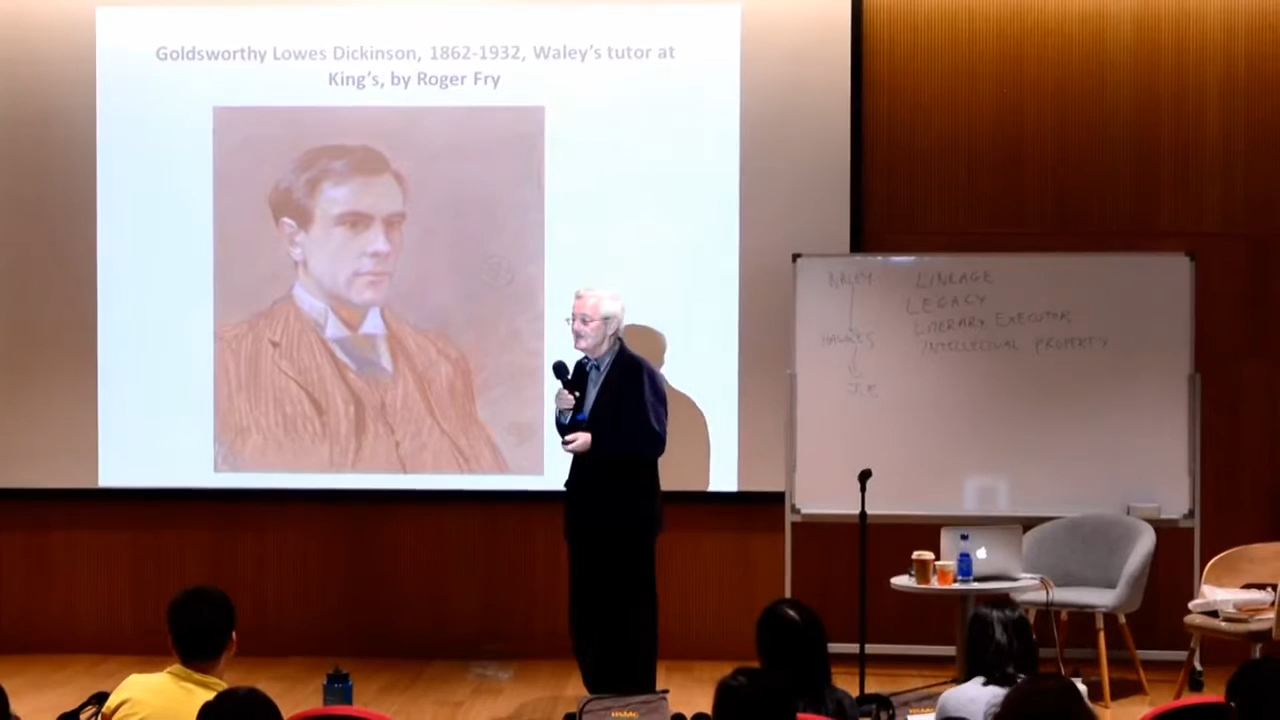 Goldsworthy Lowes Dickinson, 1862-1932, Waley's tutor at
King's, by Roger Fry
LINEAGE
LEGACY
LITERARY EXECUTOR
HAWKES
INTELLECTUAL PROPERTY